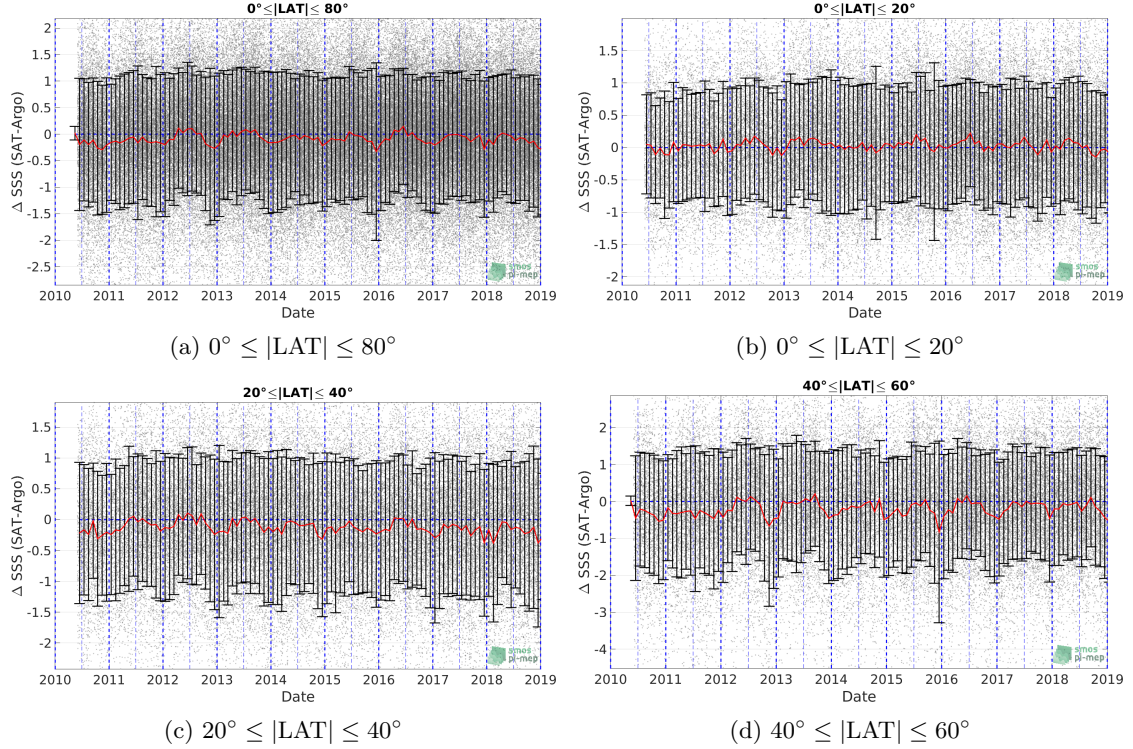 0°≤|LAT|≤ 80°
2
1.5
1
0.5
0
-0.5
-1
-1.5
-2
-2.5
Δ SSS (SAT-Argo)
smos
pi-mep
2010 2011 2012 2013 2014 2015 2016 2017 2018 2019
Date
(a) 0° ≤ |LAT| ≤ 80°
0°≤|LAT|≤ 20°
1.5
1
0.5
0
-0.5
-1
-1.5
-2
Δ SSS (SAT-Argo)
smos
pi-mep
2010 2011 2012 2013 2014 2015 2016 2017 2018 2019
Date
(b) 0° ≤ |LAT| ≤ 20°
20°≤|LAT|≤ 40°
1.5
1
0.5
0
-0.5
-1
-1.5
-2
Δ SSS (SAT-Argo)
smos
pi-mep
2010 2011 2012 2013 2014 2015 2016 2017 2018 2019
Date
(c) 20° ≤ |LAT| ≤ 40°
40°≤|LAT|≤ 60°
2
1
0
-1
-2
-3
-4
Δ SSS (SAT-Argo)
smos
pi-mep
2010 2011 2012 2013 2014 2015 2016 2017 2018 2019
Date
(d) 40° ≤ |LAT| ≤ 60°